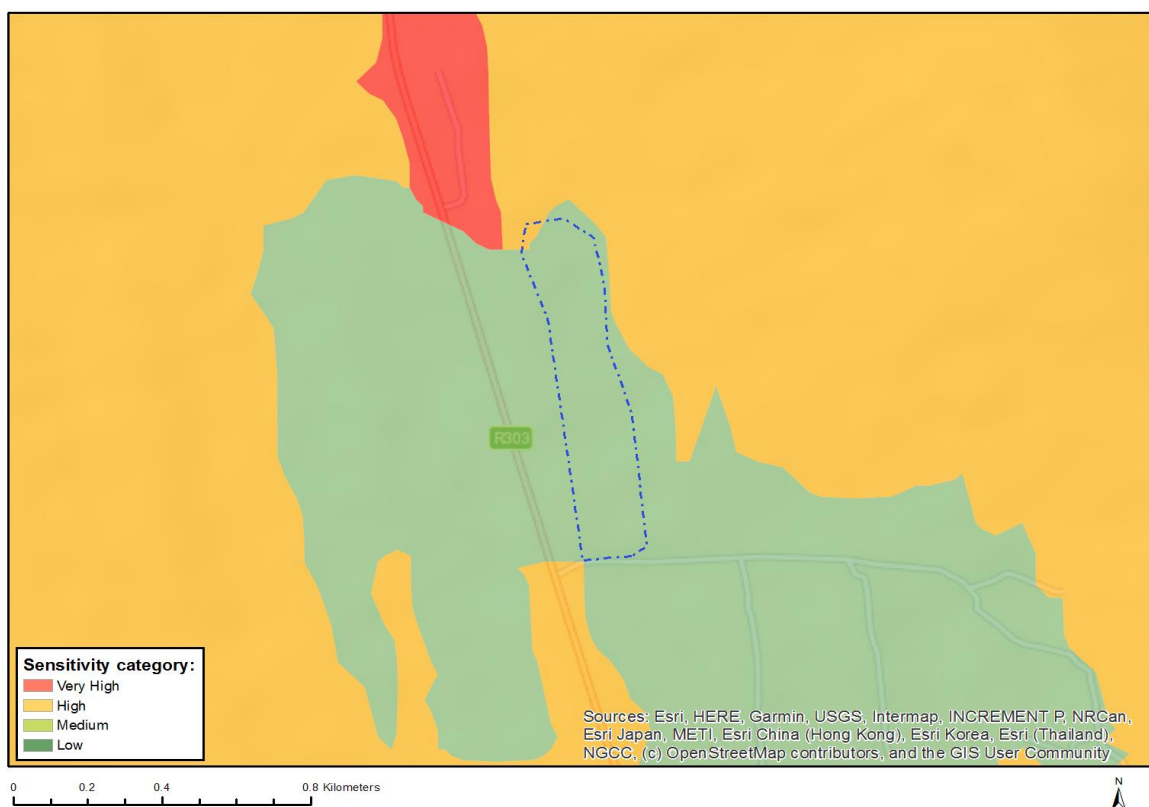 R303
Sensitivity category:
Very High
High
Medium
Low
Sources: Esri, HERE, Garmin, USGS, Intermap, INCREMENT P, NRCan,
Esri Japan, METI, Esri China (Hong Kong), Esri Korea, Esri (Thailand),
NGCC, (c) OpenStreetMap contributors, and the GIS User Community
0 0.2 0.4 0.8 Kilometers
N